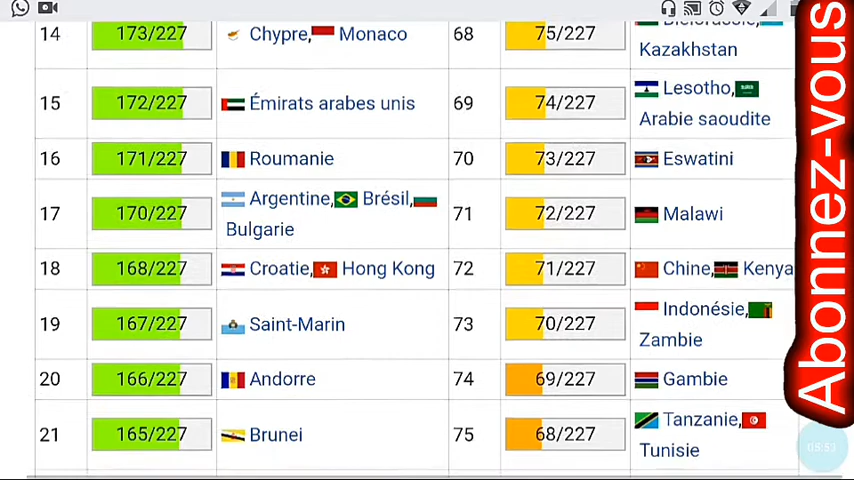 14 173/227 Chypre, Monaco 68 75/227 Biélorussie,
Kazakhstan
15 172/227 Émirats arabes unis 69 74/227 Lesotho,
Arabie saoudite
16 171/227 Roumanie 70 73/227 Eswatini
17 170/227 Argentine, Brésil,
Bulgarie 71 72/227 Malawi
18 168/227 Croatie, Hong Kong 72 71/227 Chine, Kenya
19 167/227 Saint-Marin 73 70/227 Indonésie,
Zambie
20 166/227 Andorre 74 69/227 Gambie
21 165/227 Brunei 75 68/227 Tanzanie,
Tunisie
Abonnez-vous
05:53